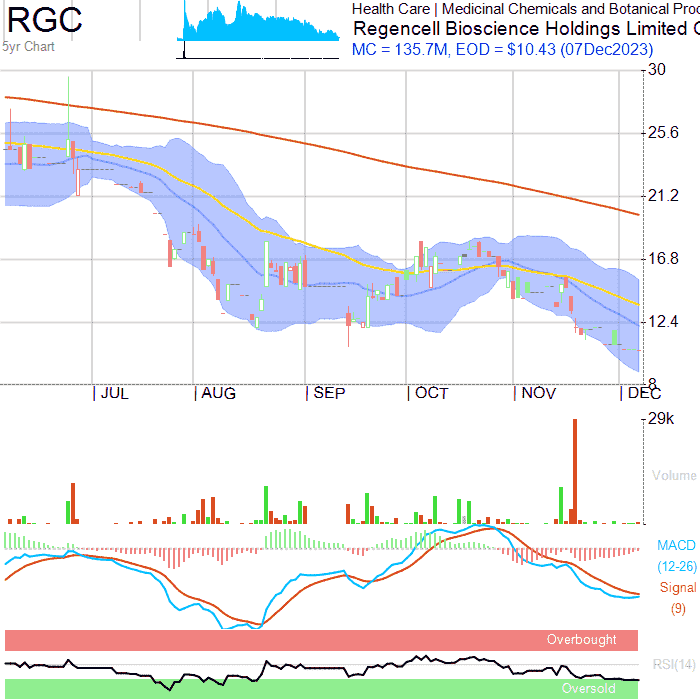 RGC
5yr Chart
Health Care | Medicinal Chemicals and Botanical Proc
Regencell Bioscience Holdings Limited C
MC = 135.7M, EOD = $10.43 (07Dec2023)
30
25.6
21.2
16.8
12.4
8
JUL AUG SEP OCT NOV DEC
29k
Volume
MACD
(12-26)
Signal
(9)
Overbought
RSI(14)
Oversold